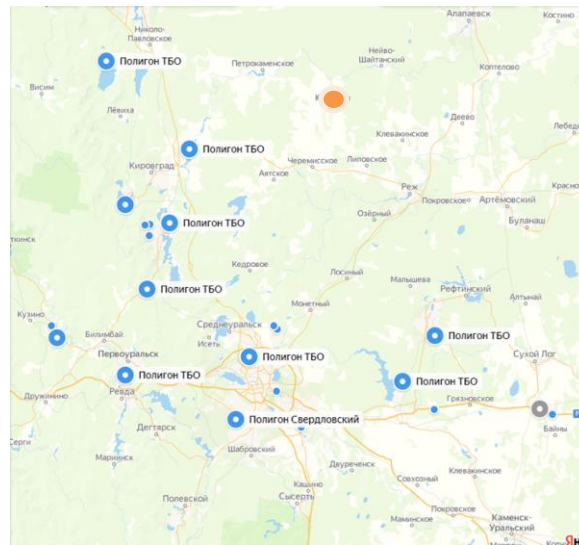 Алапаевск
Костино
Николо-
Павловское
Нейво-
Шайтанский
Полигон ТБО
Петрокаменское
Коптелово
Висим
Лёвиха
Деево
Клевакинское
Полигон ТБО
Кировград
Черемисское
Липовское
Аятское
Реж
Покровское
Артёмовский
Озёрный
Буланаш
Полигон ТБО
Кедровое
Лосиный
Малышева
Полигон ТБО
Рефтинский
Алтынай
Монетный
Кузино
Среднеуральск
Билимбай
Исеть
Полигон ТБО
Сухой Лог
Первоуральск
Полигон ТБО
Полигон ТБО
Полигон ТБО
Ревда
Дружинино
Грязновское
Полигон Свердловский
Дегтярск
Байны
Шабровский
Мариинск
Двуреченск
Клевакинское
Совхозный
Кашино
Сысерть
Полевской
Покровское
Маминское
Каменск-
Уральский